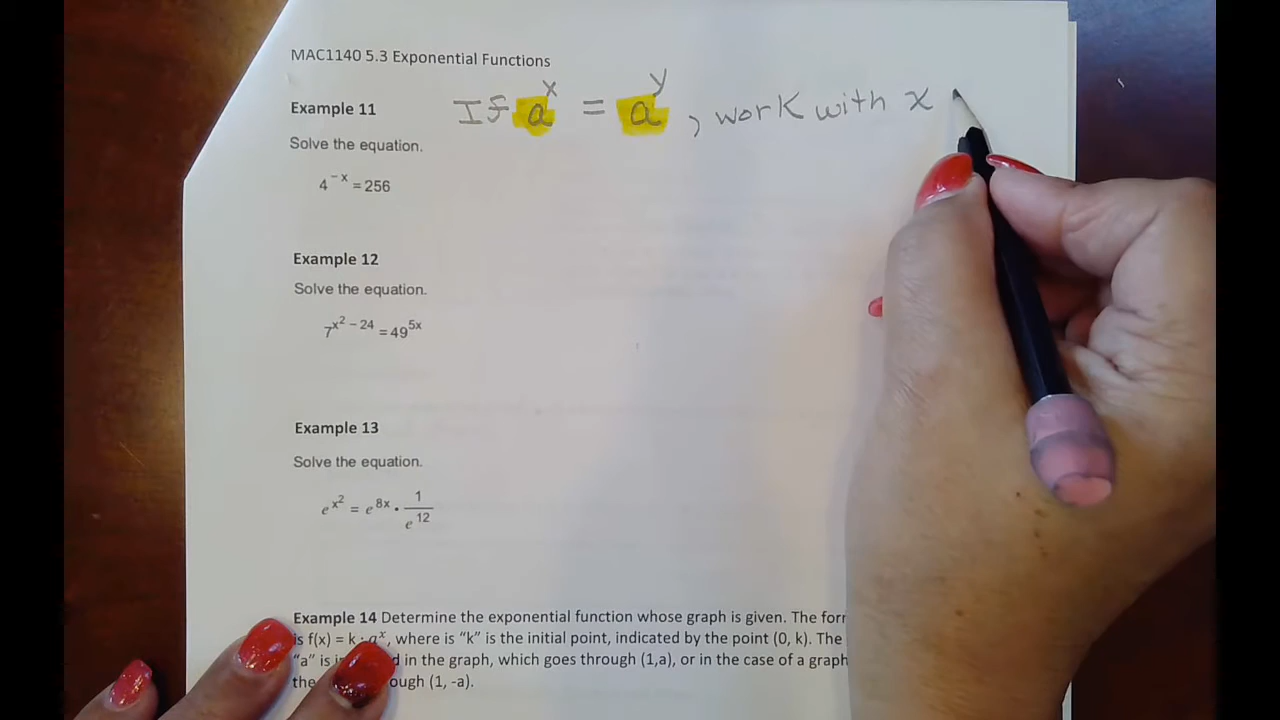 MAC1140 5.3 Exponential Functions
If a^x = a^y, work with x
Example 11
Solve the equation.
4^{-x} = 256
Example 12
Solve the equation.
7^{x^2 - 24} = 49^{5x}
Example 13
Solve the equation.
e^{x^2} = e^{8x} · 1/e^{12}
Example 14 Determine the exponential function whose graph is given. The
is f(x) = k · a^x, where is "k" is the initial point, indicated by the point (0, k). The
"a" is in the graph, which goes through (1,a), or in the case of a graph
the (1, -a).